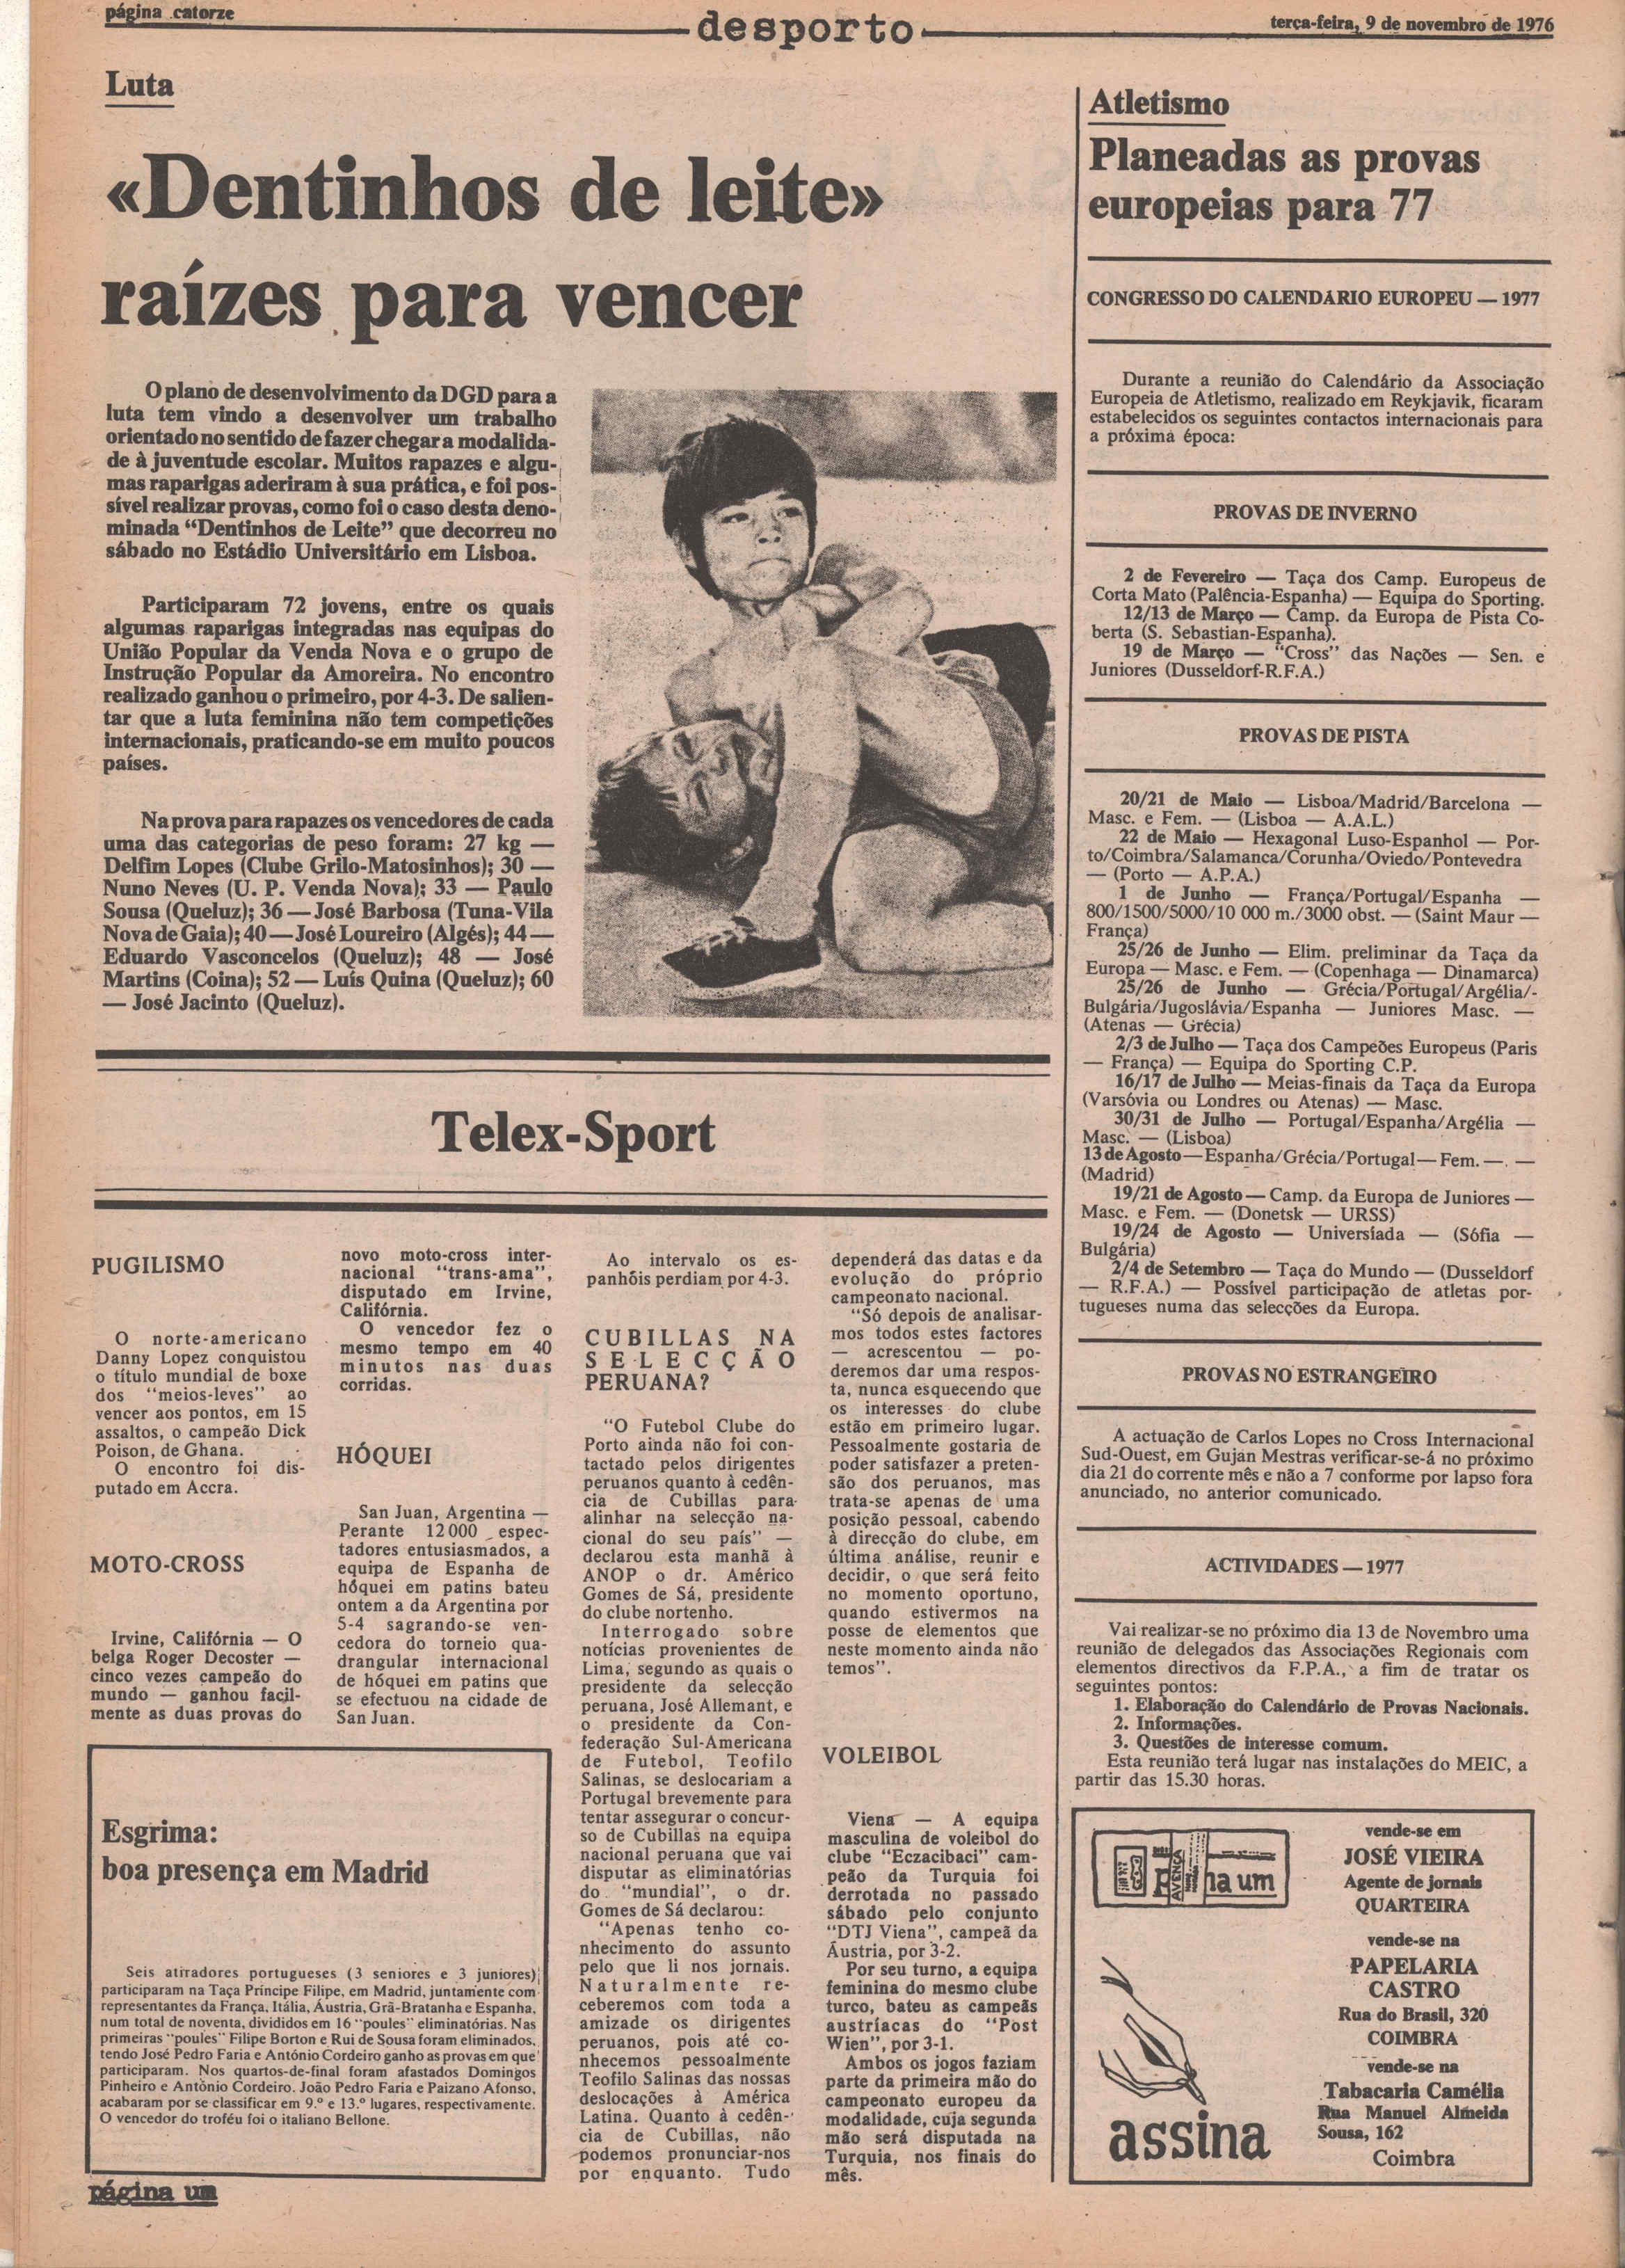 página catorze
desporto
terça-feira, 9 de novembro de 1976
Luta
«Dentinhos de leite»
raízes para vencer
O plano de desenvolvimento da DGD para a
luta tem vindo a desenvolver um trabalho
orientado no sentido de fazer chegar a modalida-
de à juventude escolar. Muitos rapazes e algu-
mas raparigas aderiram à sua prática, e foi pos-
sível realizar provas, como foi o caso desta deno-
minada “Dentinhos de Leite” que decorreu no
sábado no Estádio Universitário em Lisboa.
Participaram 72 jovens, entre os quais
algumas raparigas integradas nas equipas do
União Popular da Venda Nova e o grupo de
Instrução Popular da Amoreira. No encontro
realizado ganhou o primeiro, por 4-3. De salien-
tar que a luta feminina não tem competições
internacionais, praticando-se em muito poucos
países.
Na prova para rapazes os vencedores de cada
uma das categorias de peso foram: 27 kg —
Delfim Lopes (Clube Grilo-Matosinhos); 30 —
Nuno Neves (U. P. Venda Nova); 33 — Paulo
Sousa (Queluz); 36 — José Barbosa (Tuna-Vila
Nova de Gaia); 40 — José Loureiro (Algés); 44 —
Eduardo Vasconcelos (Queluz); 48 — José
Martins (Coina); 52 — Luís Quina (Queluz); 60
— José Jacinto (Queluz).
Telex-Sport
PUGILISMO
O norte-americano
Danny Lopez conquistou
o título mundial de boxe
dos “meios-leves” ao
vencer aos pontos, em 15
assaltos, o campeão Dick
Poison, de Ghana.
O encontro foi dis-
putado em Accra.
MOTO-CROSS
Irvine, Califórnia — O
belga Roger Decoster —
cinco vezes campeão do
mundo — ganhou facil-
mente as duas provas do
novo moto-cross inter-
nacional “trans-ama”,
disputado em Irvine,
Califórnia.
O vencedor fez o
mesmo tempo em 40
minutos nas duas
corridas.
HÓQUEI
San Juan, Argentina —
Perante 12 000 espec-
tadores entusiasmados, a
equipa de Espanha de
hóquei em patins bateu
ontem a da Argentina por
5-4 sagrando-se ven-
cedora do torneio qua-
drangular internacional
de hóquei em patins que
se efectuou na cidade de
San Juan.
Ao intervalo os es-
panhóis perdiam por 4-3.
CUBILLAS NA
SELECÇÃO
PERUANA?
“O Futebol Clube do
Porto ainda não foi con-
tactado pelos dirigentes
peruanos quanto à cedên-
cia de Cubillas para
alinhar na selecção na-
cional do seu país” —
declarou esta manhã à
ANOP o dr. Américo
Gomes de Sá, presidente
do clube nortenho.
Interrogado sobre
notícias provenientes de
Lima, segundo as quais o
presidente da selecção
peruana, José Allemant, e
o presidente da Con-
federação Sul-Americana
de Futebol, Teofilo
Salinas, se deslocariam a
Portugal brevemente para
tentar assegurar o concur-
so de Cubillas na equipa
nacional peruana que vai
disputar as eliminatórias
do “mundial”, o dr.
Gomes de Sá declarou:
“Apenas tenho co-
nhecimento do assunto
pelo que li nos jornais.
Naturalmente re-
ceberemos com toda a
amizade os dirigentes
peruanos, pois até co-
nhecemos pessoalmente
Teofilo Salinas das nossas
deslocações à América
Latina. Quanto à cedên-
cia de Cubillas, não
podemos pronunciar-nos
por enquanto. Tudo
dependerá das datas e da
evolução do próprio
campeonato nacional.
“Só depois de analisar-
mos todos estes factores
— acrescentou — po-
deremos dar uma respos-
ta, nunca esquecendo que
os interesses do clube
estão em primeiro lugar.
Pessoalmente gostaria de
poder satisfazer a preten-
são dos peruanos, mas
trata-se apenas de uma
posição pessoal, cabendo
à direcção do clube, em
última análise, reunir e
decidir, o que será feito
no momento oportuno,
quando estivermos na
posse de elementos que
neste momento ainda não
temos”.
VOLEIBOL
Viena — A equipa
masculina de voleibol do
clube “Eczacibaci” cam-
peão da Turquia foi
derrotada no passado
sábado pelo conjunto
“DTJ Viena”, campeã da
Áustria, por 3-2.
Por seu turno, a equipa
feminina do mesmo clube
turco, bateu as campeãs
austríacas do “Post
Wien”, por 3-1.
Ambos os jogos faziam
parte da primeira mão do
campeonato europeu da
modalidade, cuja segunda
mão será disputada na
Turquia, nos finais do
mês.
Esgrima:
boa presença em Madrid
Seis atiradores portugueses (3 seniores e 3 juniores)
participaram na Taça Príncipe Filipe, em Madrid, juntamente com
representantes da França, Itália, Áustria, Grã-Bratanha e Espanha,
num total de noventa, divididos em 16 “poules” eliminatórias. Nas
primeiras “poules” Filipe Borton e Rui de Sousa foram eliminados,
tendo José Pedro Faria e António Cordeiro ganho as provas em que
participaram. Nos quartos-de-final foram afastados Domingos
Pinheiro e António Cordeiro. João Pedro Faria e Paizano Afonso,
acabaram por se classificar em 9.º e 13.º lugares, respectivamente.
O vencedor do troféu foi o italiano Bellone.
página um
Atletismo
Planeadas as provas
europeias para 77
CONGRESSO DO CALENDÁRIO EUROPEU — 1977
Durante a reunião do Calendário da Associação
Europeia de Atletismo, realizado em Reykjavik, ficaram
estabelecidos os seguintes contactos internacionais para
a próxima época:
PROVAS DE INVERNO
2 de Fevereiro — Taça dos Camp. Europeus de
Corta Mato (Palência-Espanha) — Equipa do Sporting.
12/13 de Março — Camp. da Europa de Pista Co-
berta (S. Sebastian-Espanha).
19 de Março — “Cross” das Nações — Sen. e
Juniores (Dusseldorf-R.F.A.)
PROVAS DE PISTA
20/21 de Maio — Lisboa/Madrid/Barcelona —
Masc. e Fem. — (Lisboa — A.A.L.)
22 de Maio — Hexagonal Luso-Espanhol — Por-
to/Coimbra/Salamanca/Corunha/Oviedo/Pontevedra
— (Porto — A.P.A.)
1 de Junho — França/Portugal/Espanha —
800/1500/5000/10 000 m./3000 obst. — (Saint Maur —
França)
25/26 de Junho — Elim. preliminar da Taça da
Europa — Masc. e Fem. — (Copenhaga — Dinamarca)
25/26 de Junho — Grécia/Portugal/Argélia/-
Bulgária/Jugoslávia/Espanha — Juniores Masc. —
(Atenas — Grécia)
2/3 de Julho — Taça dos Campeões Europeus (Paris
— França) — Equipa do Sporting C.P.
16/17 de Julho — Meias-finais da Taça da Europa
(Varsóvia ou Londres ou Atenas) — Masc.
30/31 de Julho — Portugal/Espanha/Argélia —
Masc. — (Lisboa)
13 de Agosto — Espanha/Grécia/Portugal — Fem. —. —
(Madrid)
19/21 de Agosto — Camp. da Europa de Juniores —
Masc. e Fem. — (Donetsk — URSS)
19/24 de Agosto — Universíada — (Sófia —
Bulgária)
2/4 de Setembro — Taça do Mundo — (Dusseldorf
— R.F.A.) — Possível participação de atletas por-
tugueses numa das selecções da Europa.
PROVAS NO ESTRANGEIRO
A actuação de Carlos Lopes no Cross Internacional
Sud-Ouest, em Gujan Mestras verificar-se-á no próximo
dia 21 do corrente mês e não a 7 conforme por lapso fora
anunciado, no anterior comunicado.
ACTIVIDADES — 1977
Vai realizar-se no próximo dia 13 de Novembro uma
reunião de delegados das Associações Regionais com
elementos directivos da F.P.A., a fim de tratar os
seguintes pontos:
1. Elaboração do Calendário de Provas Nacionais.
2. Informações.
3. Questões de interesse comum.
Esta reunião terá lugar nas instalações do MEIC, a
partir das 15.30 horas.
AVENÇA
na um
assina
vende-se em
JOSÉ VIEIRA
Agente de jornais
QUARTEIRA
vende-se na
PAPELARIA
CASTRO
Rua do Brasil, 320
COIMBRA
vende-se na
Tabacaria Camélia
Rua Manuel Almeida
Sousa, 162
Coimbra